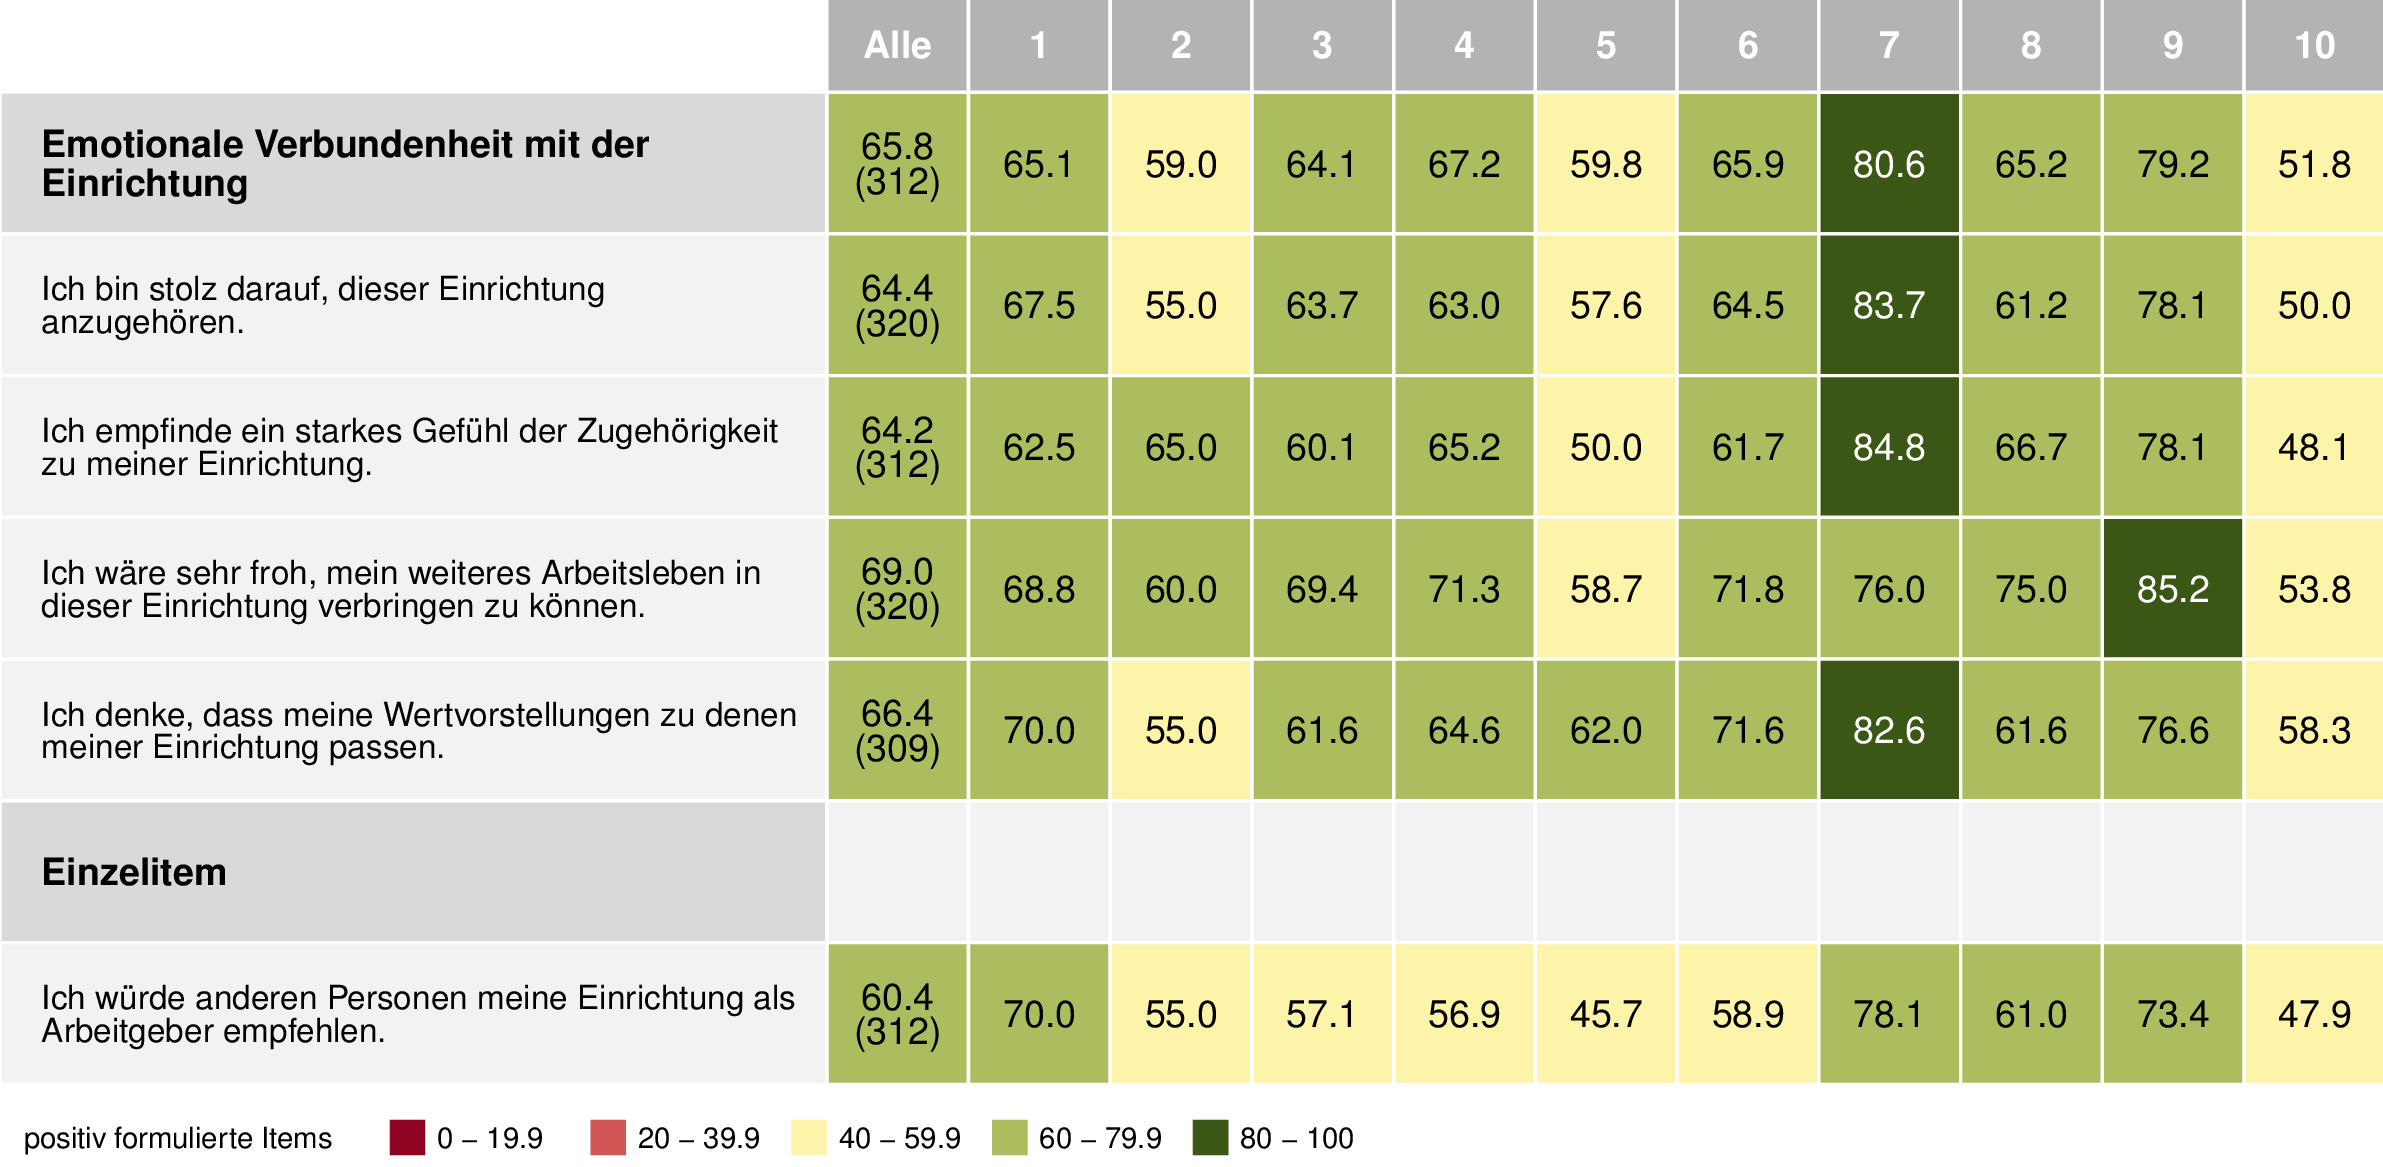 Alle 1 2 3 4 5 6 7 8 9 10
Emotionale Verbundenheit mit der
Einrichtung
65.8
(312)
65.1 59.0 64.1 67.2 59.8 65.9 80.6 65.2 79.2 51.8
Ich bin stolz darauf, dieser Einrichtung
anzugehören.
64.4
(320)
67.5 55.0 63.7 63.0 57.6 64.5 83.7 61.2 78.1 50.0
Ich empfinde ein starkes Gefühl der Zugehörigkeit
zu meiner Einrichtung.
64.2
(312)
62.5 65.0 60.1 65.2 50.0 61.7 84.8 66.7 78.1 48.1
Ich wäre sehr froh, mein weiteres Arbeitsleben in
dieser Einrichtung verbringen zu können.
69.0
(320)
68.8 60.0 69.4 71.3 58.7 71.8 76.0 75.0 85.2 53.8
Ich denke, dass meine Wertvorstellungen zu denen
meiner Einrichtung passen.
66.4
(309)
70.0 55.0 61.6 64.6 62.0 71.6 82.6 61.6 76.6 58.3
Einzelitem
Ich würde anderen Personen meine Einrichtung als
Arbeitgeber empfehlen.
60.4
(312)
70.0 55.0 57.1 56.9 45.7 58.9 78.1 61.0 73.4 47.9
positiv formulierte Items 0 – 19.9 20 – 39.9 40 – 59.9 60 – 79.9 80 – 100